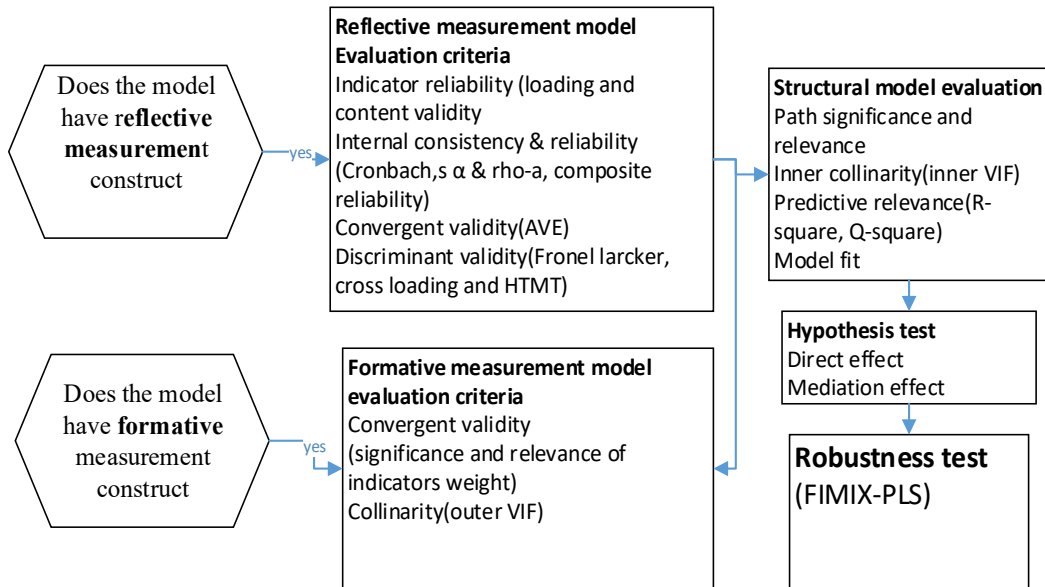 Does the model
have reflective
measurement
construct
yes
Reflective measurement model
Evaluation criteria
Indicator reliability (loading and
content validity
Internal consistency & reliability
(Cronbach,s α & rho-a, composite
reliability)
Convergent validity(AVE)
Discriminant validity(Fronel larcker,
cross loading and HTMT)
Structural model evaluation
Path significance and
relevance
Inner collinarity(inner VIF)
Predictive relevance(R-
square, Q-square)
Model fit
Hypothesis test
Direct effect
Mediation effect
Robustness test
(FIMIX-PLS)
Does the model
have formative
measurement
construct
yes
Formative measurement model
evaluation criteria
Convergent validity
(significance and relevance of
indicators weight)
Collinarity(outer VIF)